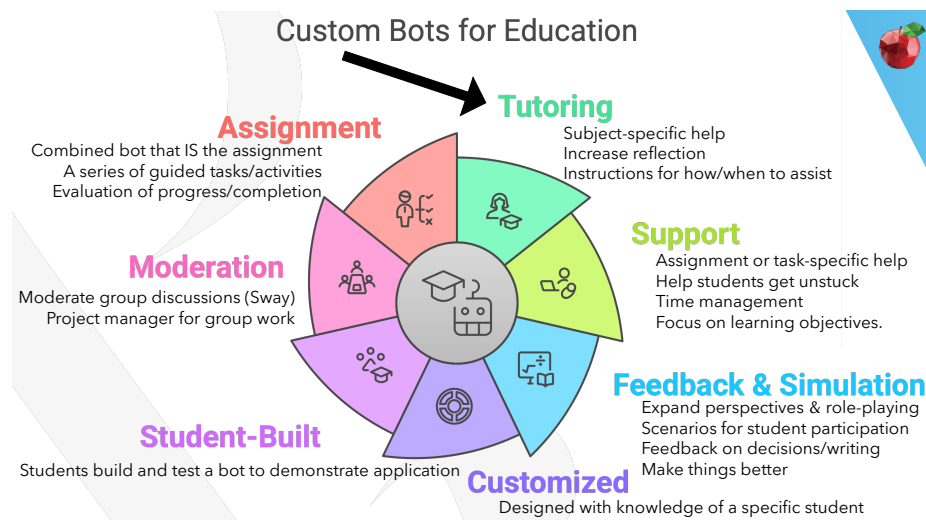 Custom Bots for Education
Tutoring
Subject-specific help
Increase reflection
Instructions for how/when to assist
Support
Assignment or task-specific help
Help students get unstuck
Time management
Focus on learning objectives.
Feedback & Simulation
Expand perspectives & role-playing
Scenarios for student participation
Feedback on decisions/writing
Make things better
Customized
Designed with knowledge of a specific student
Student-Built
Students build and test a bot to demonstrate application
Moderation
Moderate group discussions (Sway)
Project manager for group work
Assignment
Combined bot that IS the assignment
A series of guided tasks/activities
Evaluation of progress/completion